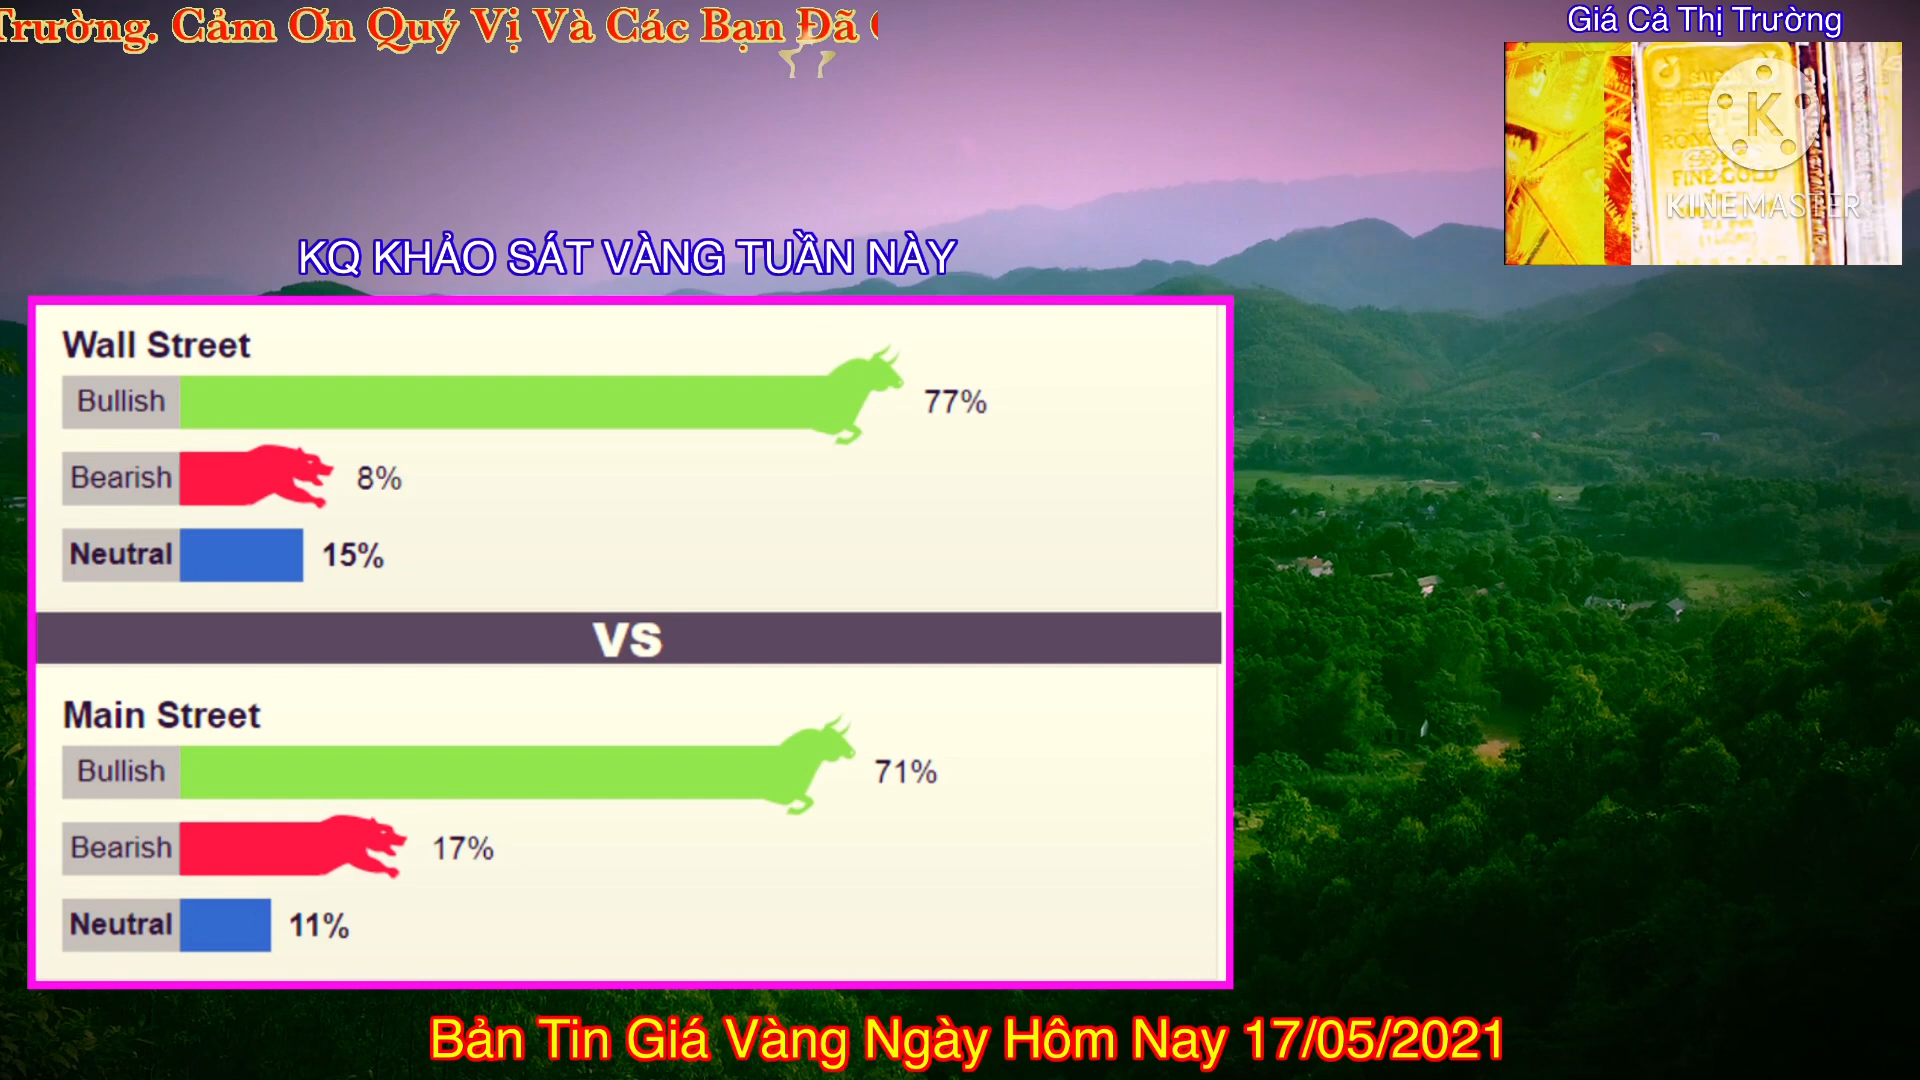 Trường. Cảm Ơn Quý Vị Và Các Bạn Đã
Giá Cả Thị Trường
K
KINEMASTER
FINE GOLD
KQ KHẢO SÁT VÀNG TUẦN NÀY
Wall Street
Bullish 77%
Bearish 8%
Neutral 15%
VS
Main Street
Bullish 71%
Bearish 17%
Neutral 11%
Bản Tin Giá Vàng Ngày Hôm Nay 17/05/2021